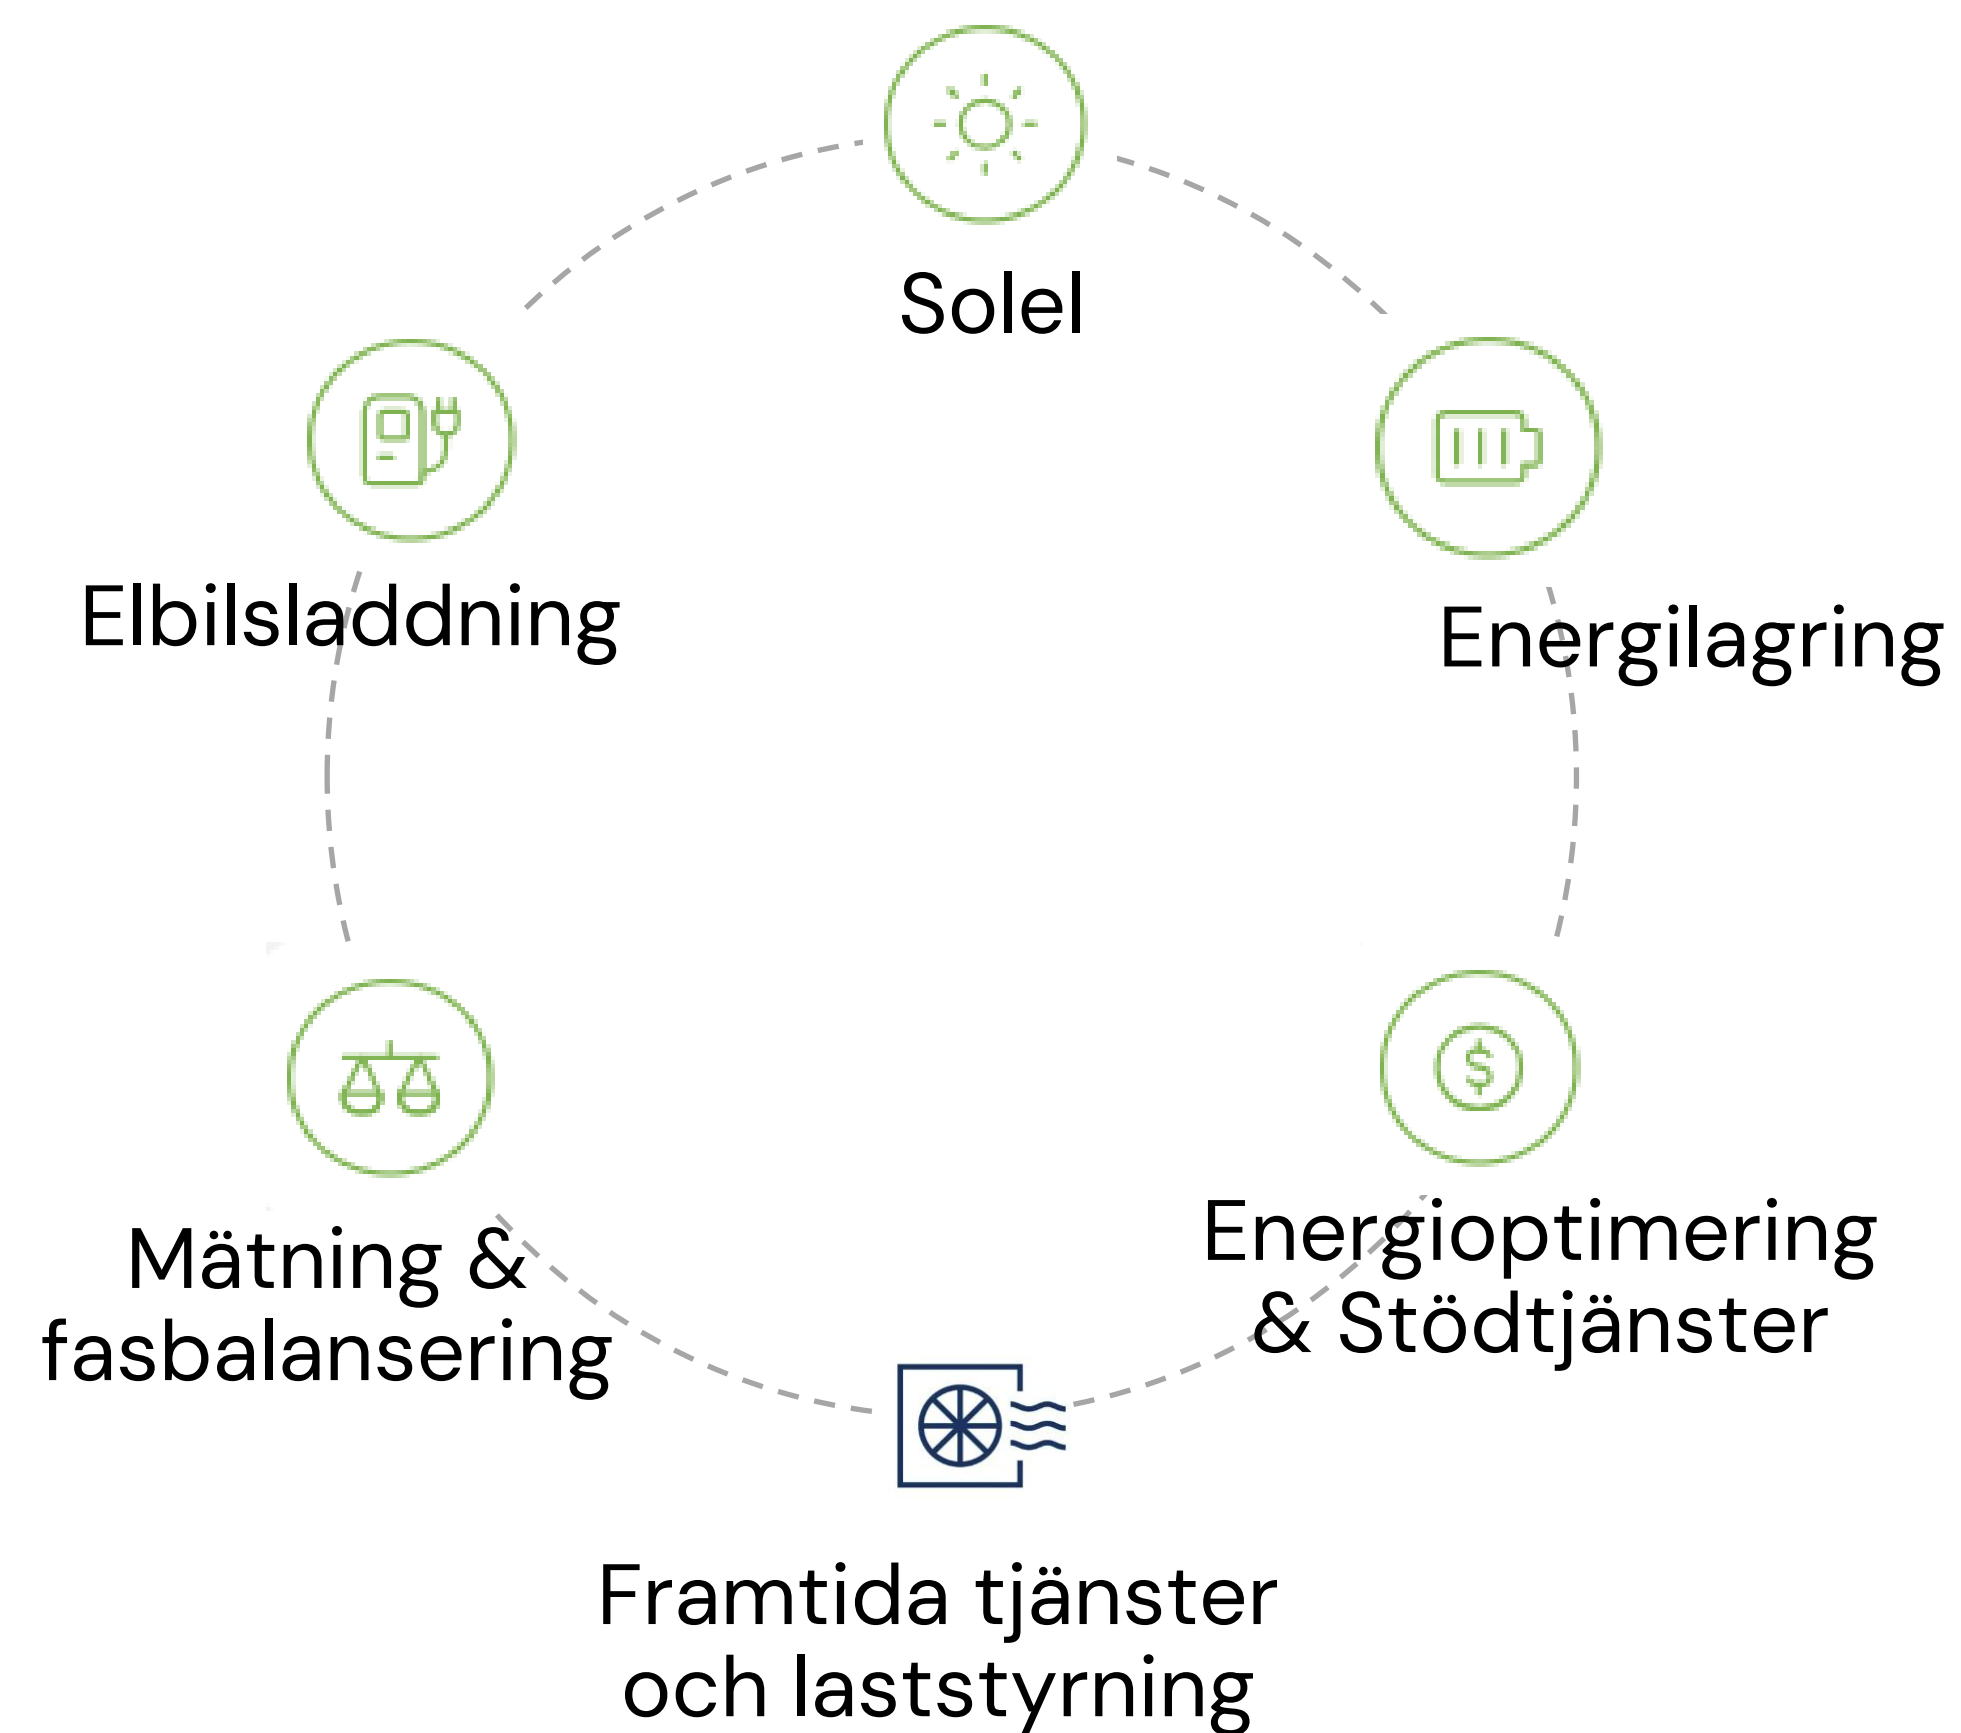 Solel
Elbilsladdning
Energilagring
Mätning &
fasbalansering
Energioptimering
& Stödtjänster
Framtida tjänster
och laststyrning